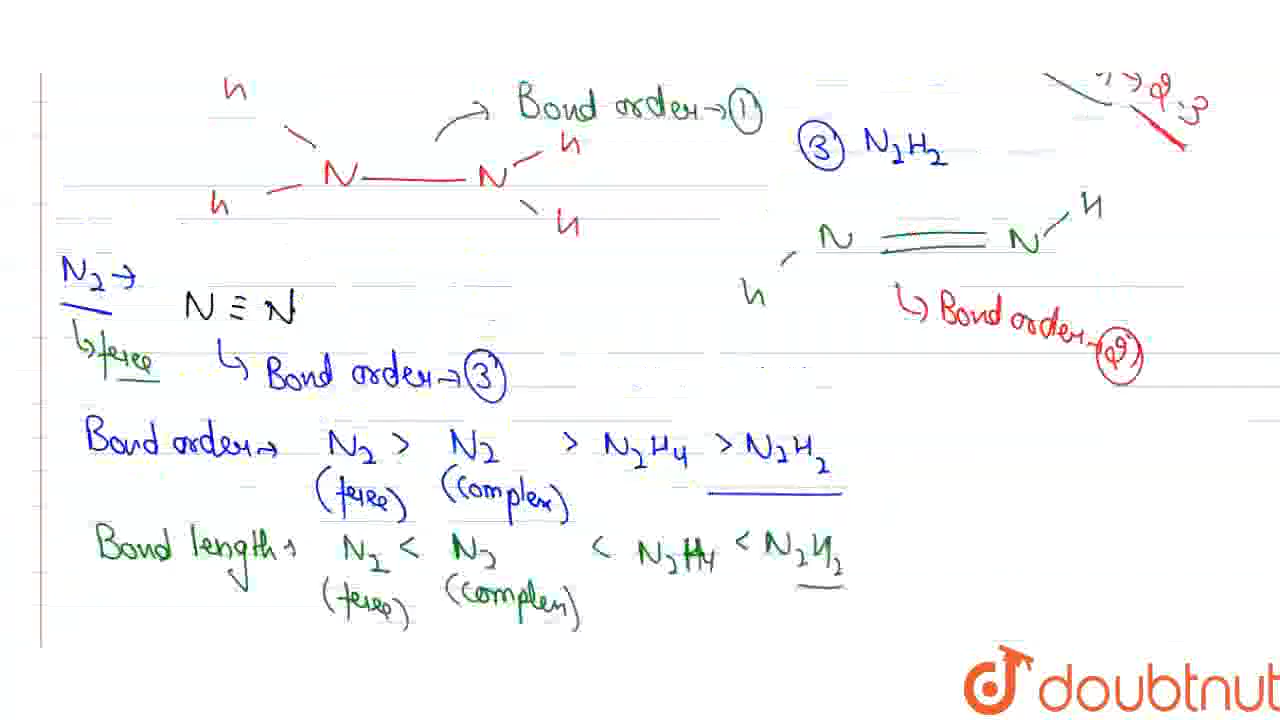 H
Bond order → 1
H
N — N
H
H
③ N2H2
H
N = N
H
Bond order → 2
N2 →
N ≡ N
↳ free
↳ Bond order → 3
Bond order → N2 > N2 > N2H4 > N2H2
(free) (complex)
Bond length → N2 < N2 < N2H4 < N2H2
(free) (complex)
doubtnut